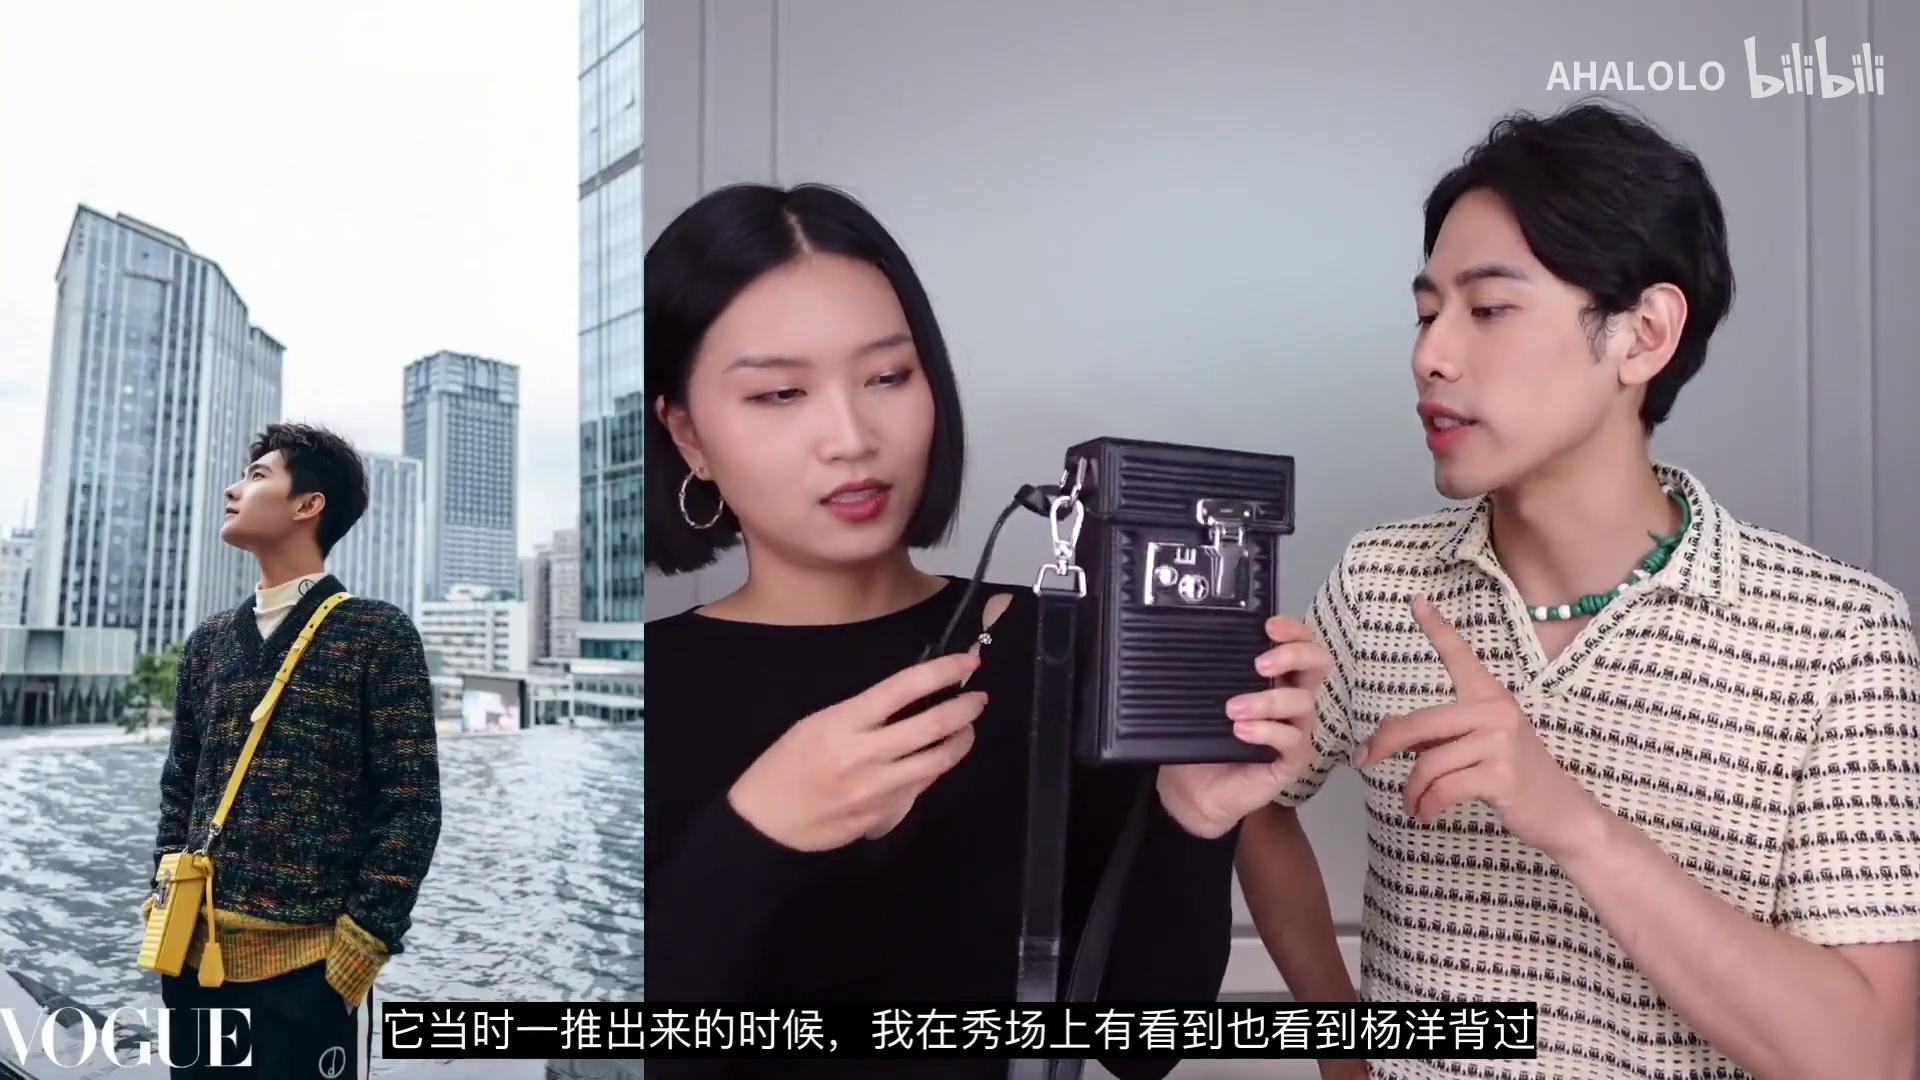 AHALOLO bilibili
VOGUE
它当时一推出来的时候，我在秀场上有看到也看到杨洋背过